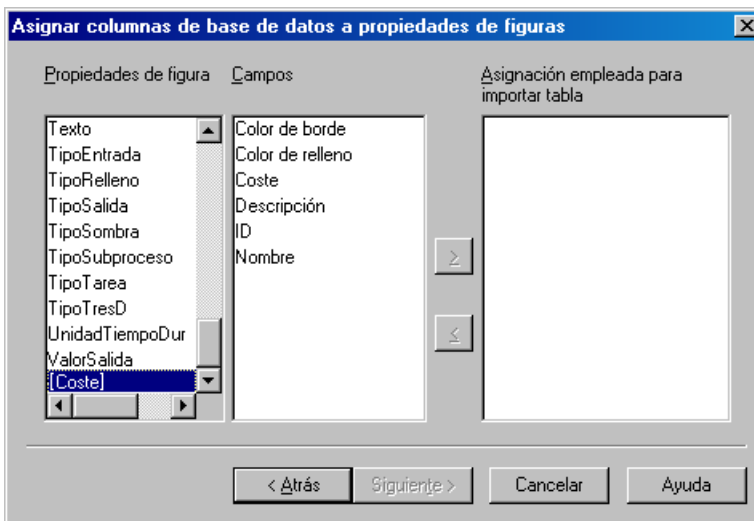 Asignar columnas de base de datos a propiedades de figuras
Propiedades de figura
Campos
Asignación empleada para
importar tabla
Texto
TipoEntrada
TipoRelleno
TipoSalida
TipoSombra
TipoSubproceso
TipoTarea
TipoTresD
UnidadTiempoDur
ValorSalida
[Coste]
Color de borde
Color de relleno
Coste
Descripción
ID
Nombre
≥
≤
< Atrás
Siguiente >
Cancelar
Ayuda